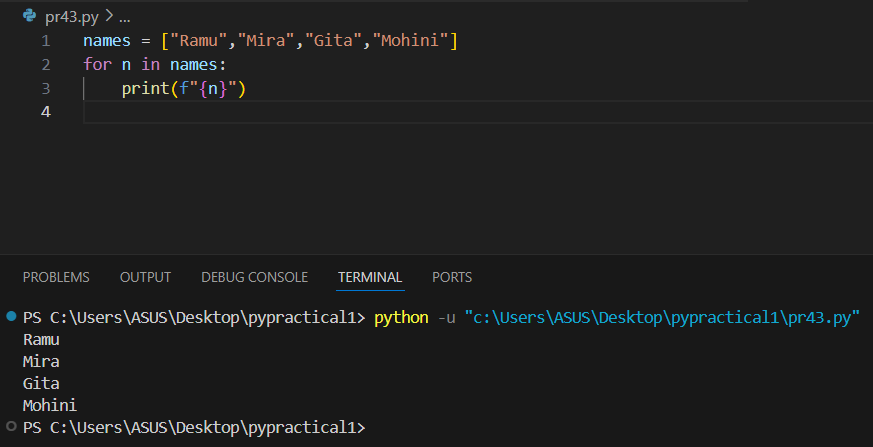 pr43.py > ...
1 names = ["Ramu","Mira","Gita","Mohini"]
2 for n in names:
3     print(f"{n}")
4
PROBLEMS OUTPUT DEBUG CONSOLE TERMINAL PORTS
PS C:\Users\ASUS\Desktop\pypractical1> python -u "c:\Users\ASUS\Desktop\pypractical1\pr43.py"
Ramu
Mira
Gita
Mohini
PS C:\Users\ASUS\Desktop\pypractical1>